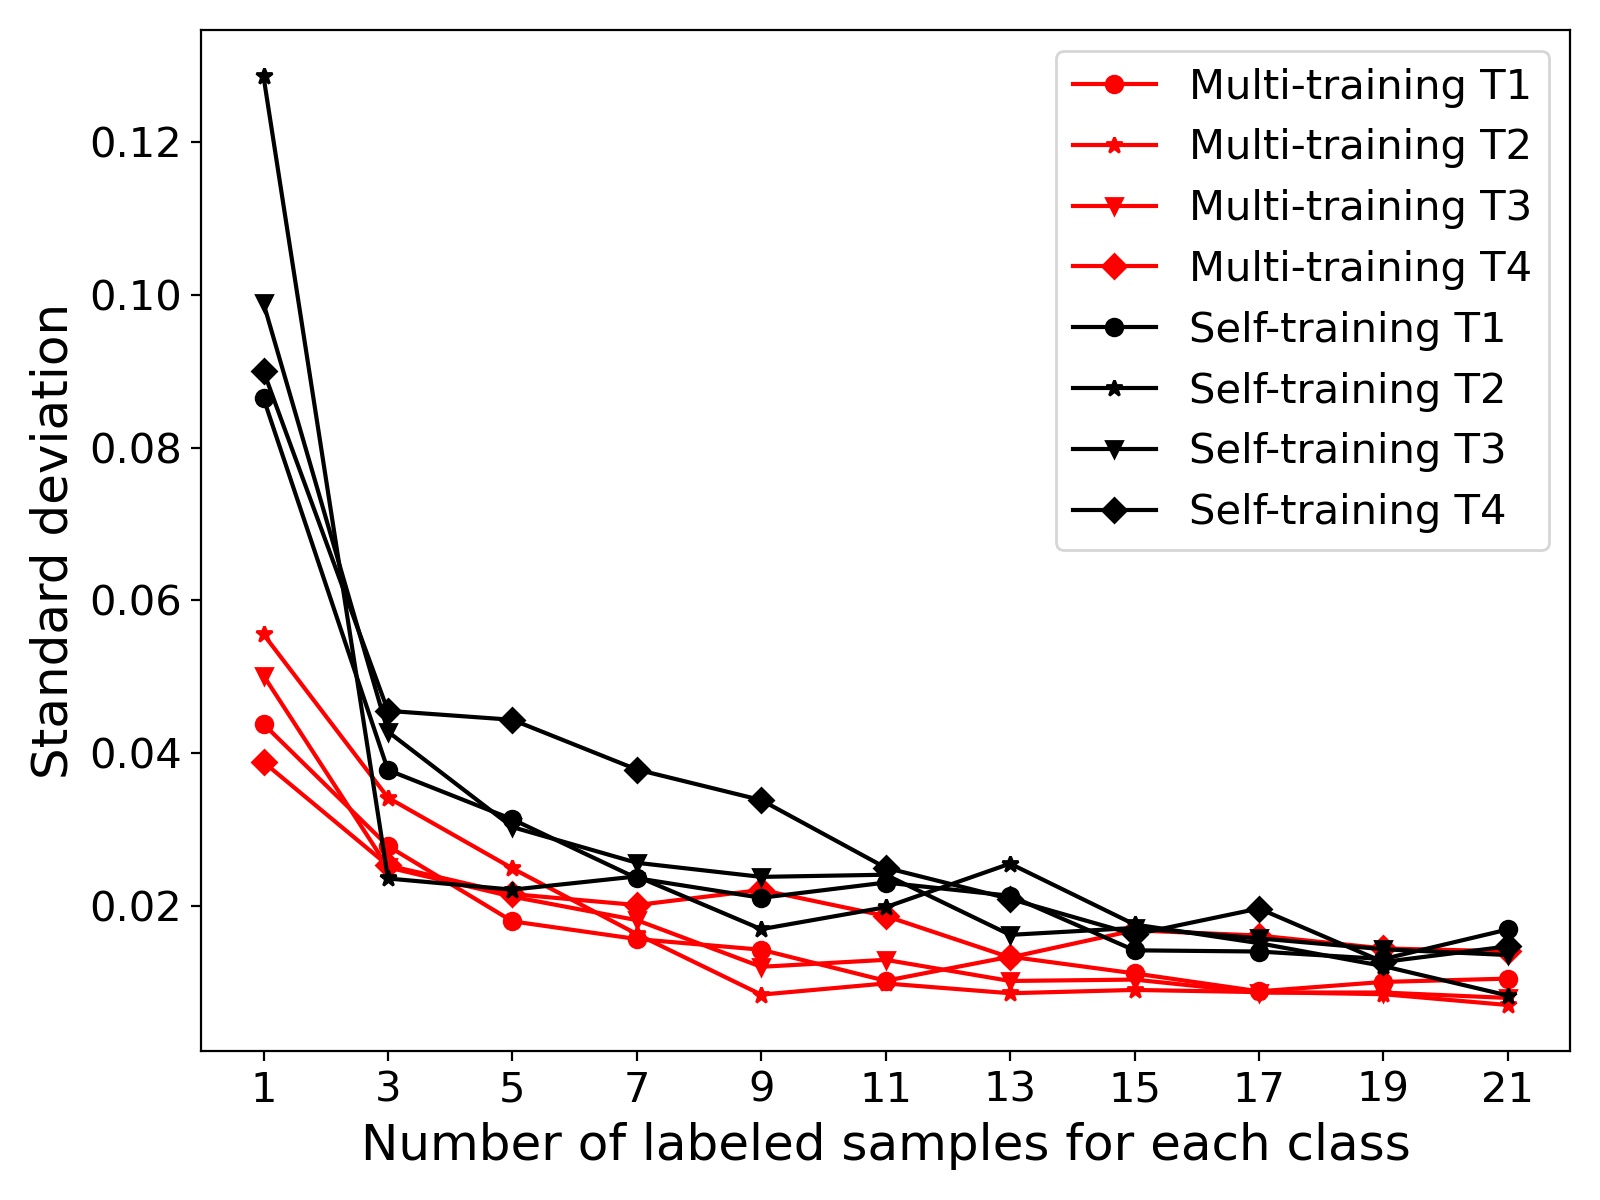 Standard deviation
0.12
0.10
0.08
0.06
0.04
0.02
Multi-training T1
Multi-training T2
Multi-training T3
Multi-training T4
Self-training T1
Self-training T2
Self-training T3
Self-training T4
1 3 5 7 9 11 13 15 17 19 21
Number of labeled samples for each class